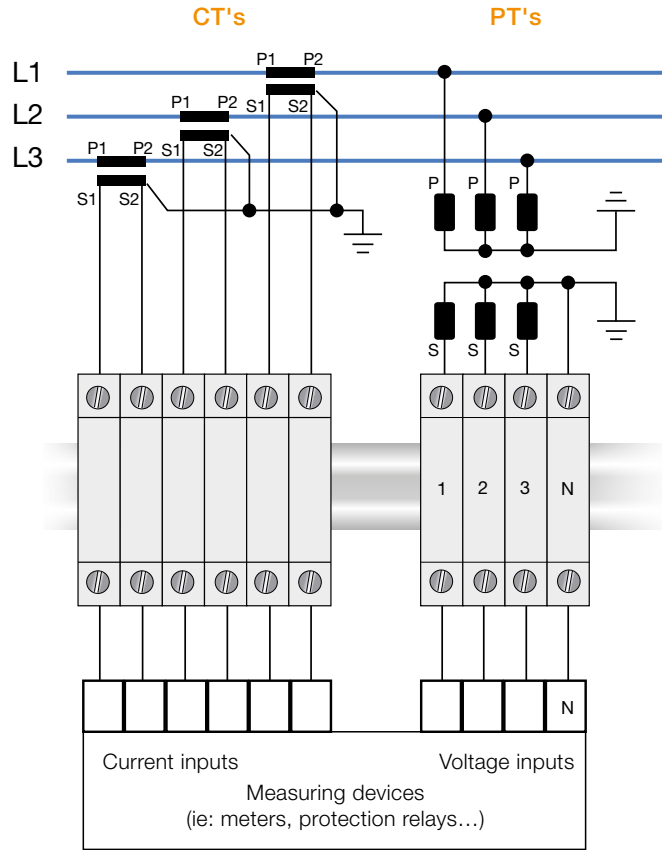 CT's PT's
P1 P2
L1
P1 P2 S1 S2
L2
P1 P2 S1 S2
L3
S1 S2
P P P
S S S
1 2 3 N
N
Current inputs Voltage inputs
Measuring devices
(ie: meters, protection relays…)